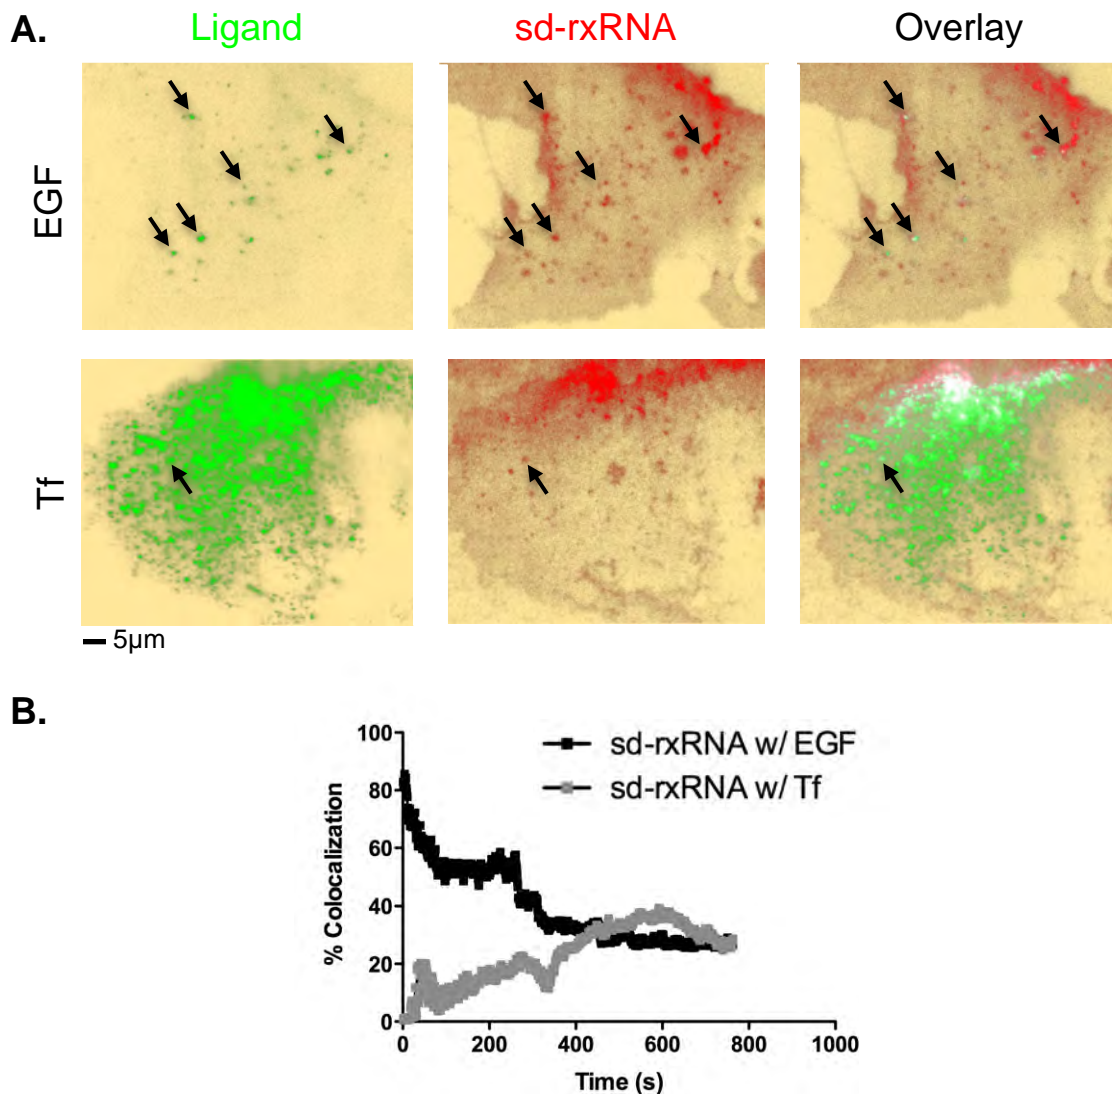 A.
Ligand
sd-rxRNA
Overlay
EGF
Tf
5µm
B.
100
80
60
40
20
0
% Colocalization
sd-rxRNA w/ EGF
sd-rxRNA w/ Tf
0 200 400 600 800 1000
Time (s)